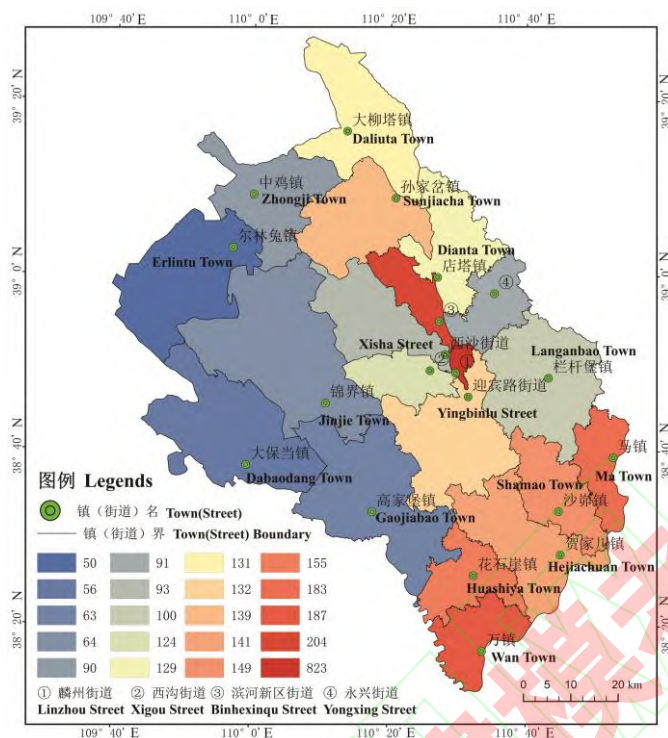 109° 40′ E
110° 0′ E
110° 20′ E
110° 40′ E
39° 20′ N
39° 20′ N
大柳塔镇
Daliuta Town
中鸡镇
Zhongji Town
孙家岔镇
Sunjiacha Town
尔林兔镇
Erlintu Town
Dianta Town
店塔镇
39° 0′ N
39° 0′ N
④
③
Xisha Street
西沙街道
②
①
Langanbao Town
栏杆堡镇
锦界镇
Jinjie Town
迎宾路街道
Yingbinlu Street
38° 40′ N
38° 40′ N
大保当镇
Dabaodang Town
马镇
Ma Town
Shamao Town
沙峁镇
高家堡镇
Gaojiabao Town
贺家川镇
Hejiachuan Town
花石崖镇
Huashiya Town
38° 20′ N
38° 20′ N
万镇
Wan Town
图例 Legends
镇（街道）名 Town(Street)
镇（街道）界 Town(Street) Boundary
50 91 131 155
56 93 132 183
63 100 139 187
64 124 141 204
90 129 149 823
① 麟州街道 ② 西沟街道 ③ 滨河新区街道 ④ 永兴街道
Linzhou Street Xigou Street Binhexinqu Street Yongxing Street
0 5 10 20 km
109° 40′ E
110° 0′ E
110° 20′ E
110° 40′ E